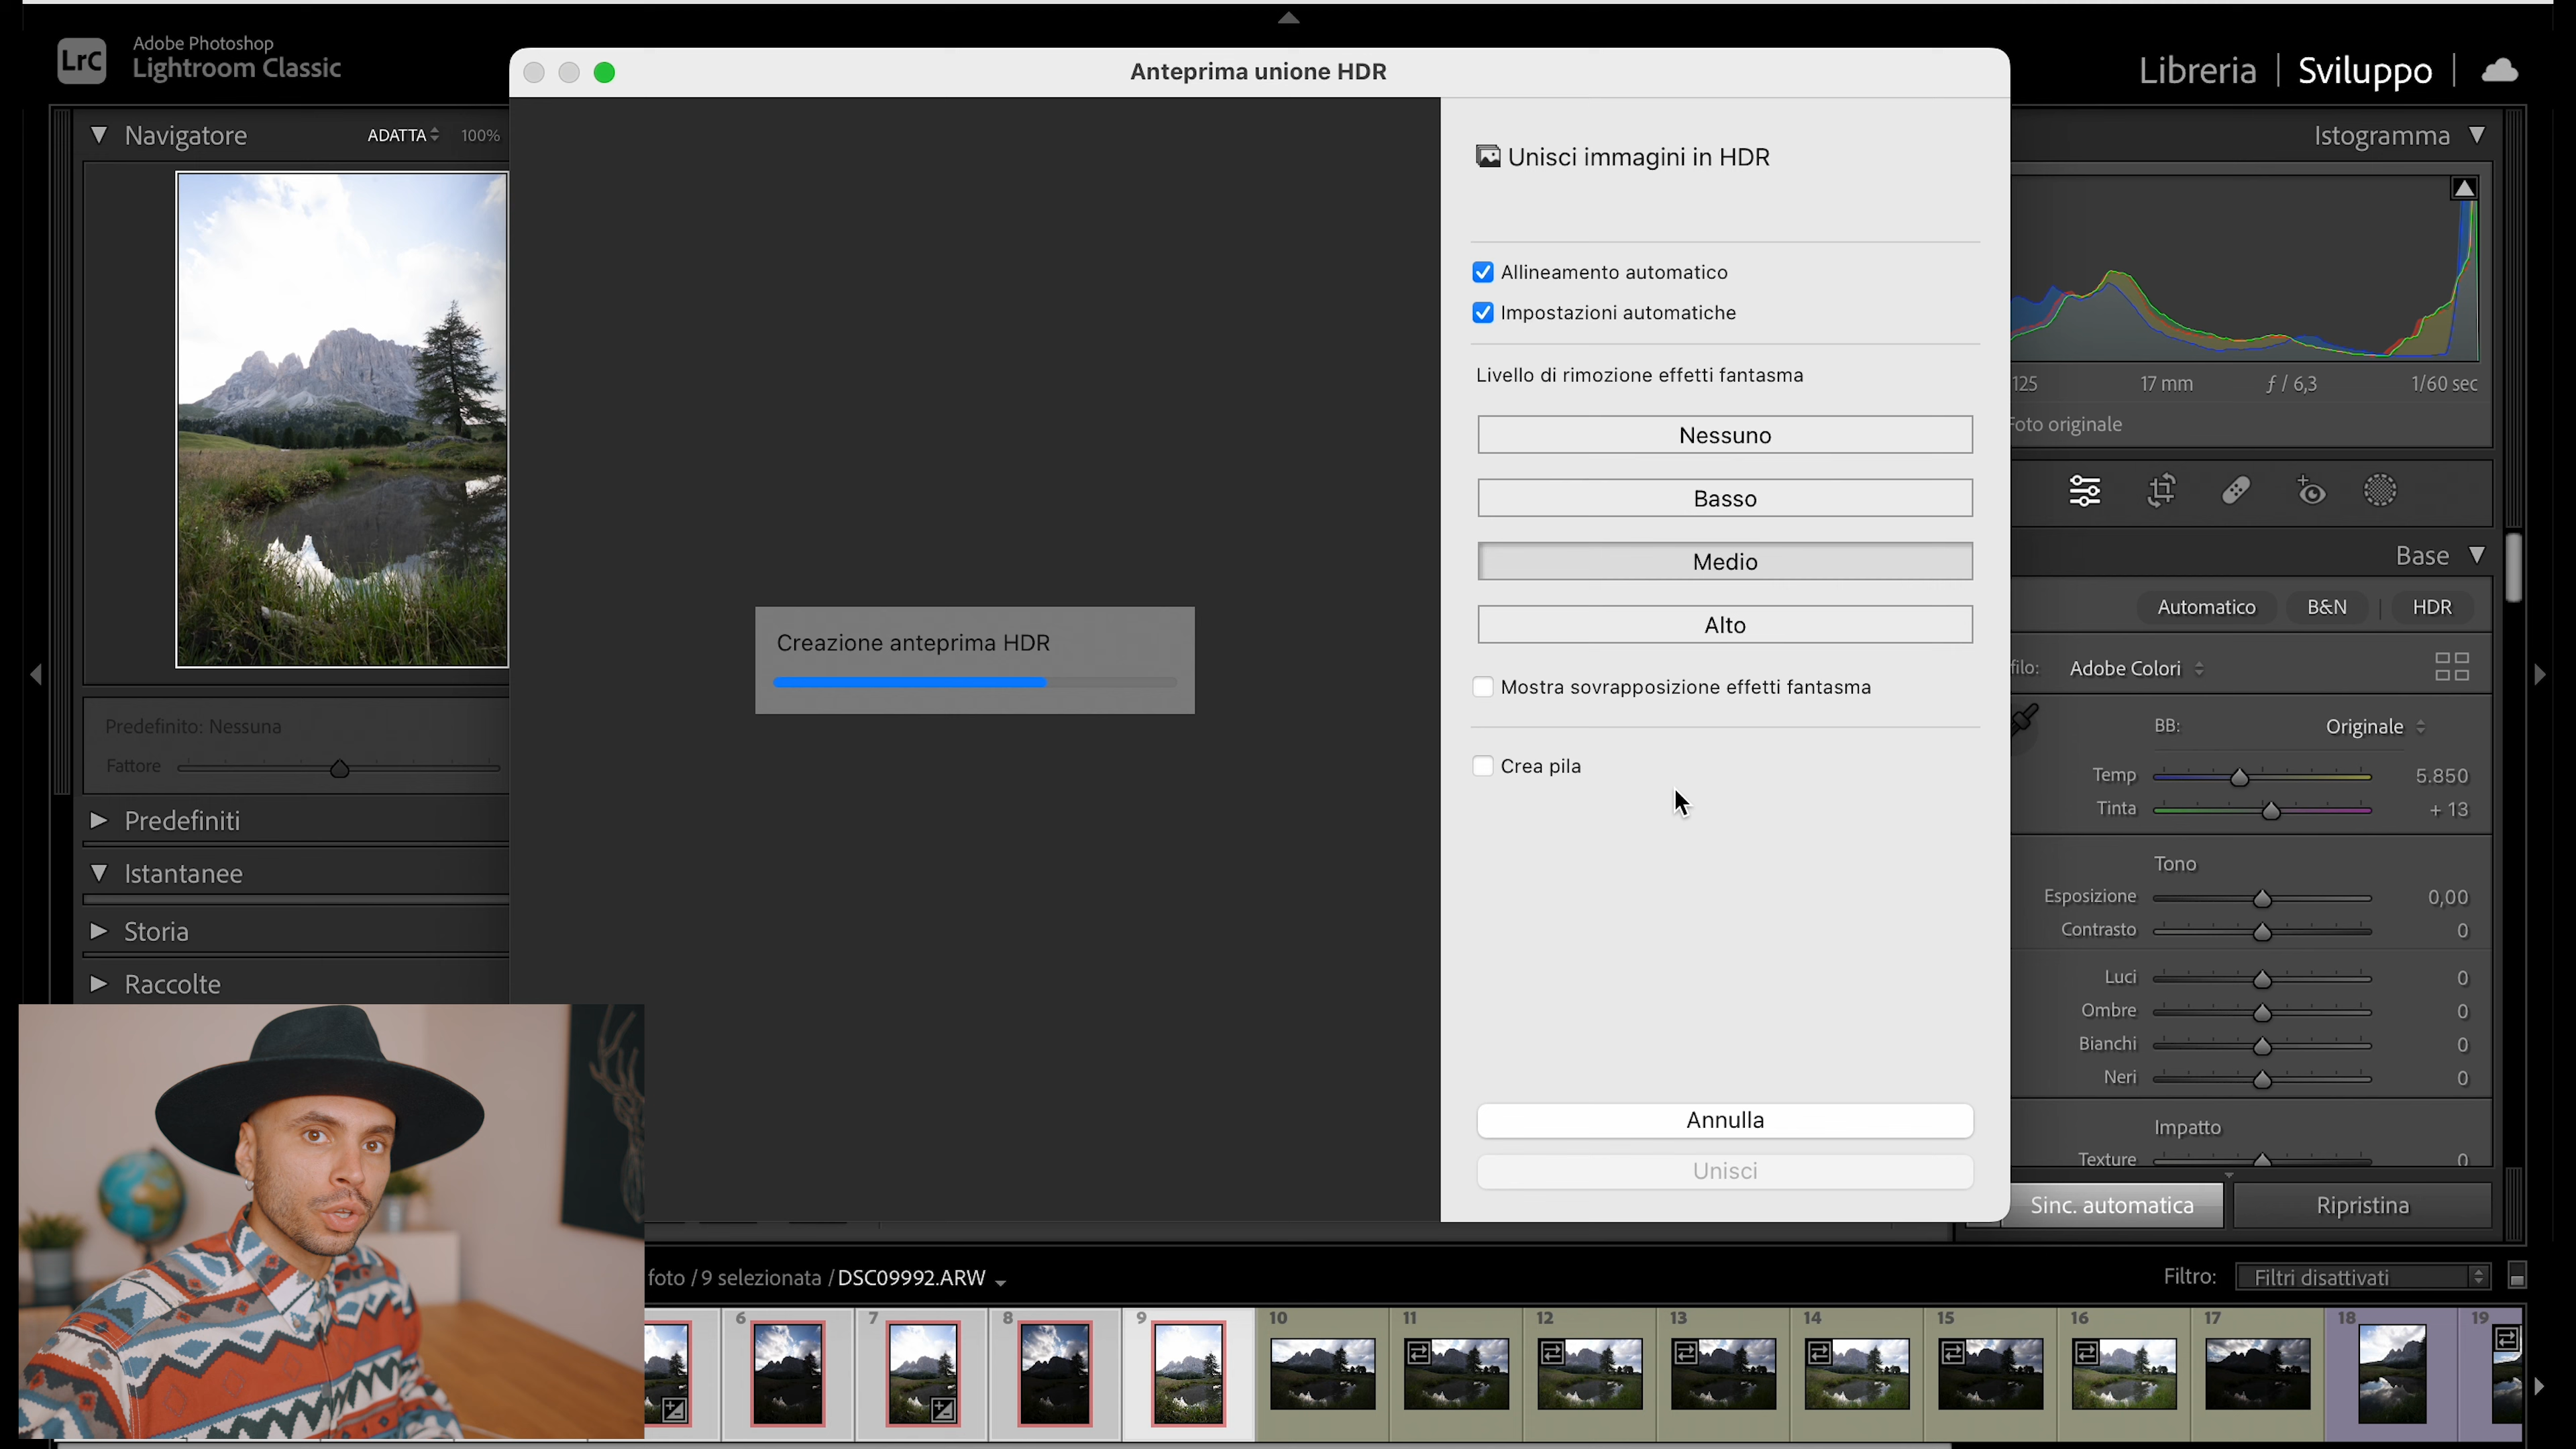 LrC
Adobe Photoshop
Lightroom Classic
Anteprima unione HDR
Libreria | Sviluppo |
Navigatore
ADATTA
100%
Istogramma
Unisci immagini in HDR
Allineamento automatico
Impostazioni automatiche
Livello di rimozione effetti fantasma
Nessuno
Basso
Medio
Alto
Mostra sovrapposizione effetti fantasma
Crea pila
Annulla
Unisci
Creazione anteprima HDR
125
17 mm
ƒ / 6,3
1/60 sec
Foto originale
Base
Automatico
B&N
HDR
filo:
Adobe Colori
BB:
Originale
Temp
5.850
Tinta
+ 13
Tono
Esposizione
0,00
Contrasto
0
Luci
0
Ombre
0
Bianchi
0
Neri
0
Impatto
Texture
0
Sinc. automatica
Ripristina
Predefinito: Nessuna
Fattore
Predefiniti
Istantanee
Storia
Raccolte
foto / 9 selezionata / DSC09992.ARW
Filtro:
Filtri disattivati
6
7
8
9
10
11
12
13
14
15
16
17
18
19